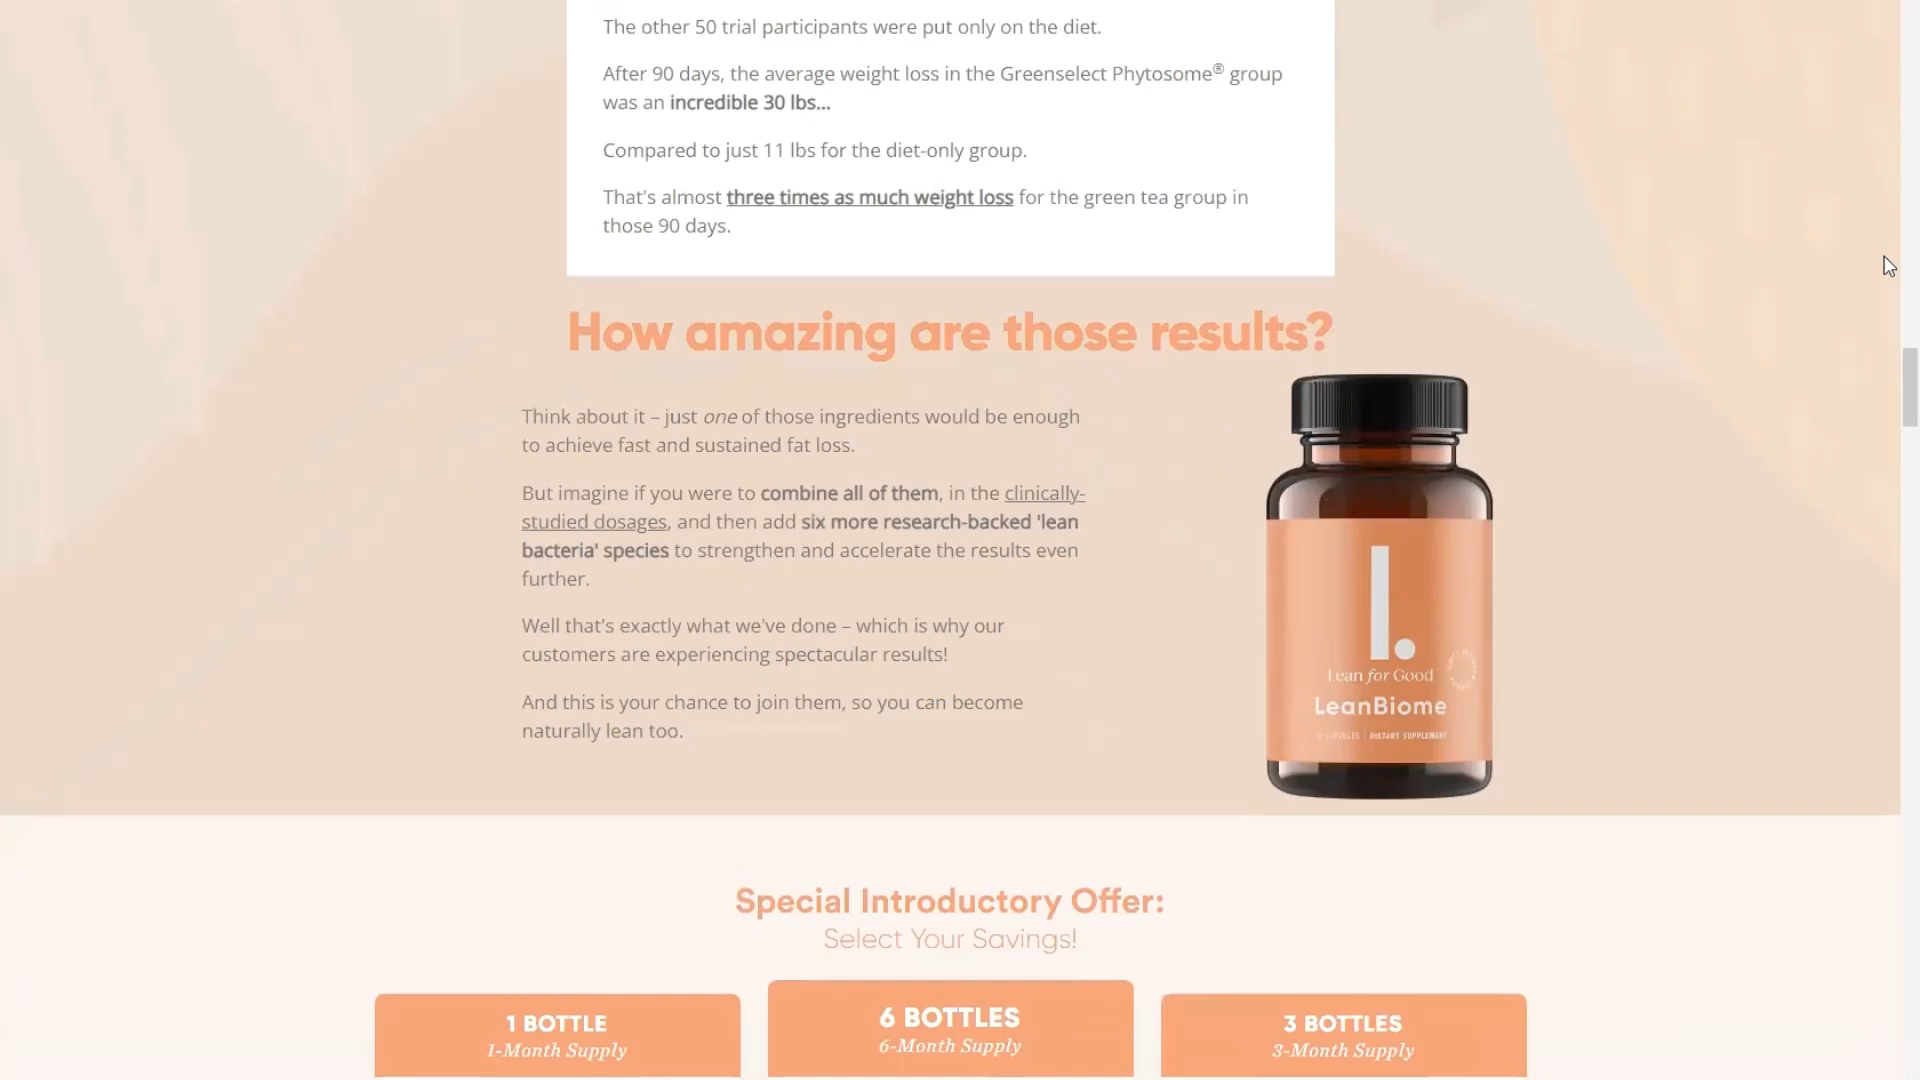 The other 50 trial participants were put only on the diet.
After 90 days, the average weight loss in the Greenselect Phytosome® group
was an incredible 30 lbs...
Compared to just 11 lbs for the diet-only group.
That's almost three times as much weight loss for the green tea group in
those 90 days.
How amazing are those results?
Think about it – just one of those ingredients would be enough
to achieve fast and sustained fat loss.
But imagine if you were to combine all of them, in the clinically-
studied dosages, and then add six more research-backed 'lean
bacteria' species to strengthen and accelerate the results even
further.
Well that's exactly what we've done – which is why our
customers are experiencing spectacular results!
And this is your chance to join them, so you can become
naturally lean too.
l.
Lean for Good
LeanBiome
CAPSULES | DIETARY SUPPLEMENT
Special Introductory Offer:
Select Your Savings!
1 BOTTLE
1-Month Supply
6 BOTTLES
6-Month Supply
3 BOTTLES
3-Month Supply